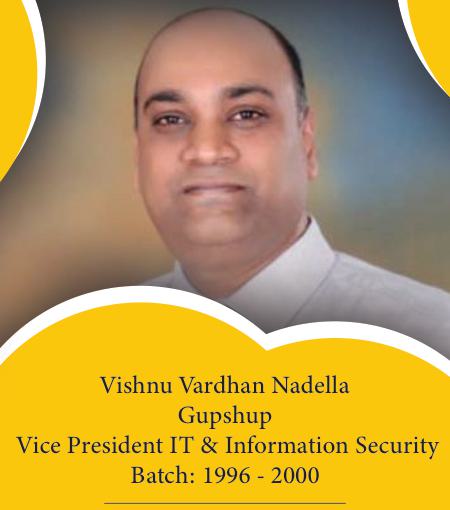 Vishnu Vardhan Nadella
Gupshup
Vice President IT & Information Security
Batch: 1996 - 2000